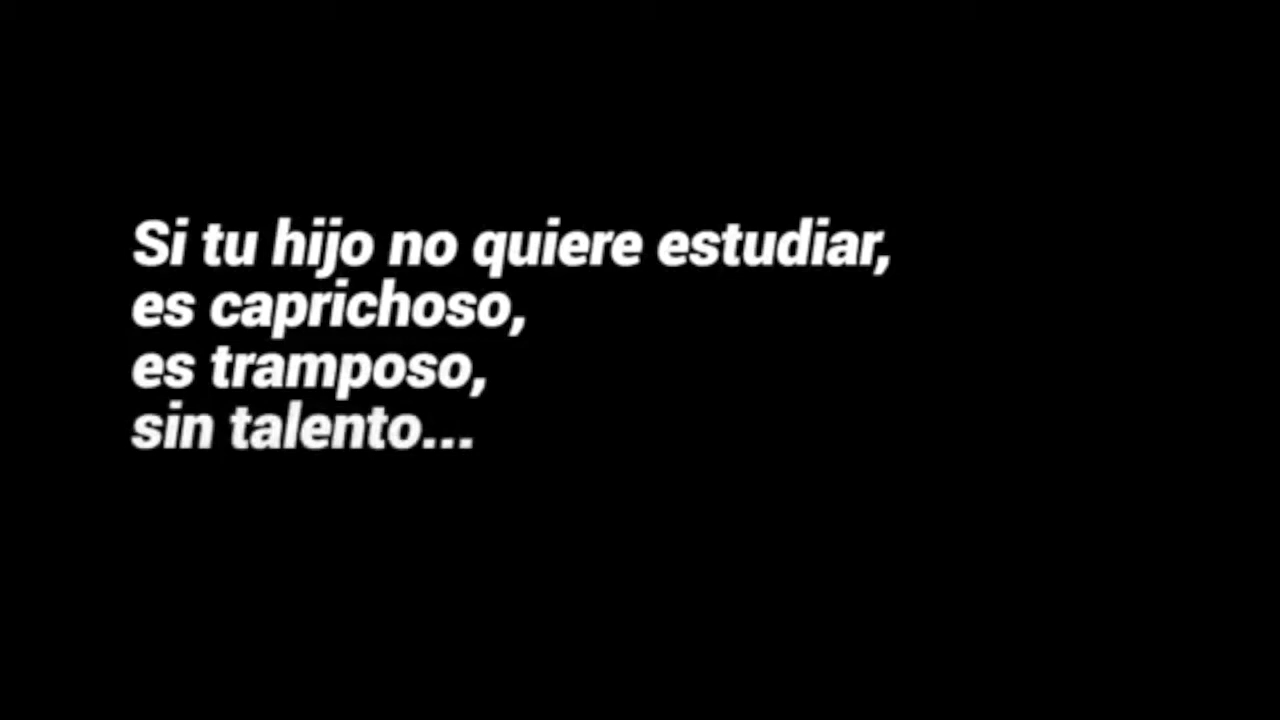 Si tu hijo no quiere estudiar,
es caprichoso,
es tramposo,
sin talento...